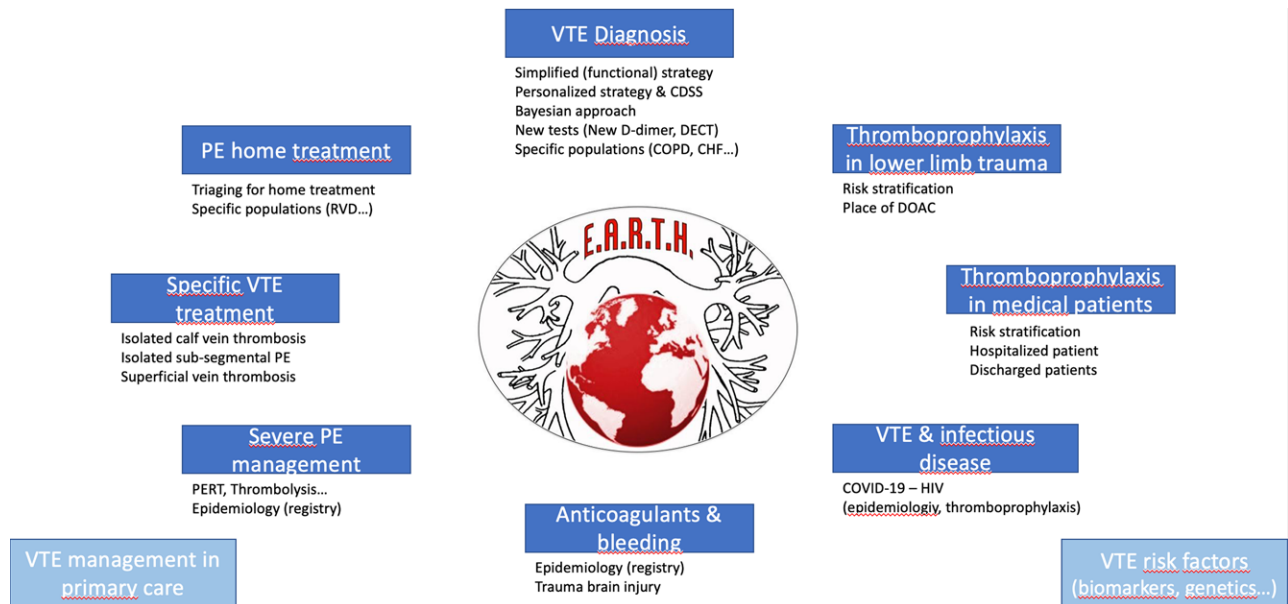 VTE Diagnosis
Simplified (functional) strategy
Personalized strategy & CDSS
Bayesian approach
New tests (New D-dimer, DECT)
Specific populations (COPD, CHF…)
PE home treatment
Triaging for home treatment
Specific populations (RVD…)
Thromboprophylaxis
in lower limb trauma
Risk stratification
Place of DOAC
E.A.R.T.H.
Specific VTE
treatment
Isolated calf vein thrombosis
Isolated sub-segmental PE
Superficial vein thrombosis
Thromboprophylaxis
in medical patients
Risk stratification
Hospitalized patient
Discharged patients
Severe PE
management
PERT, Thrombolysis…
Epidemiology (registry)
VTE & infectious
disease
COVID-19 – HIV
(epidemiologiy, thromboprophylaxis)
Anticoagulants &
bleeding
Epidemiology (registry)
Trauma brain injury
VTE management in
primary care
VTE risk factors
(biomarkers, genetics…)